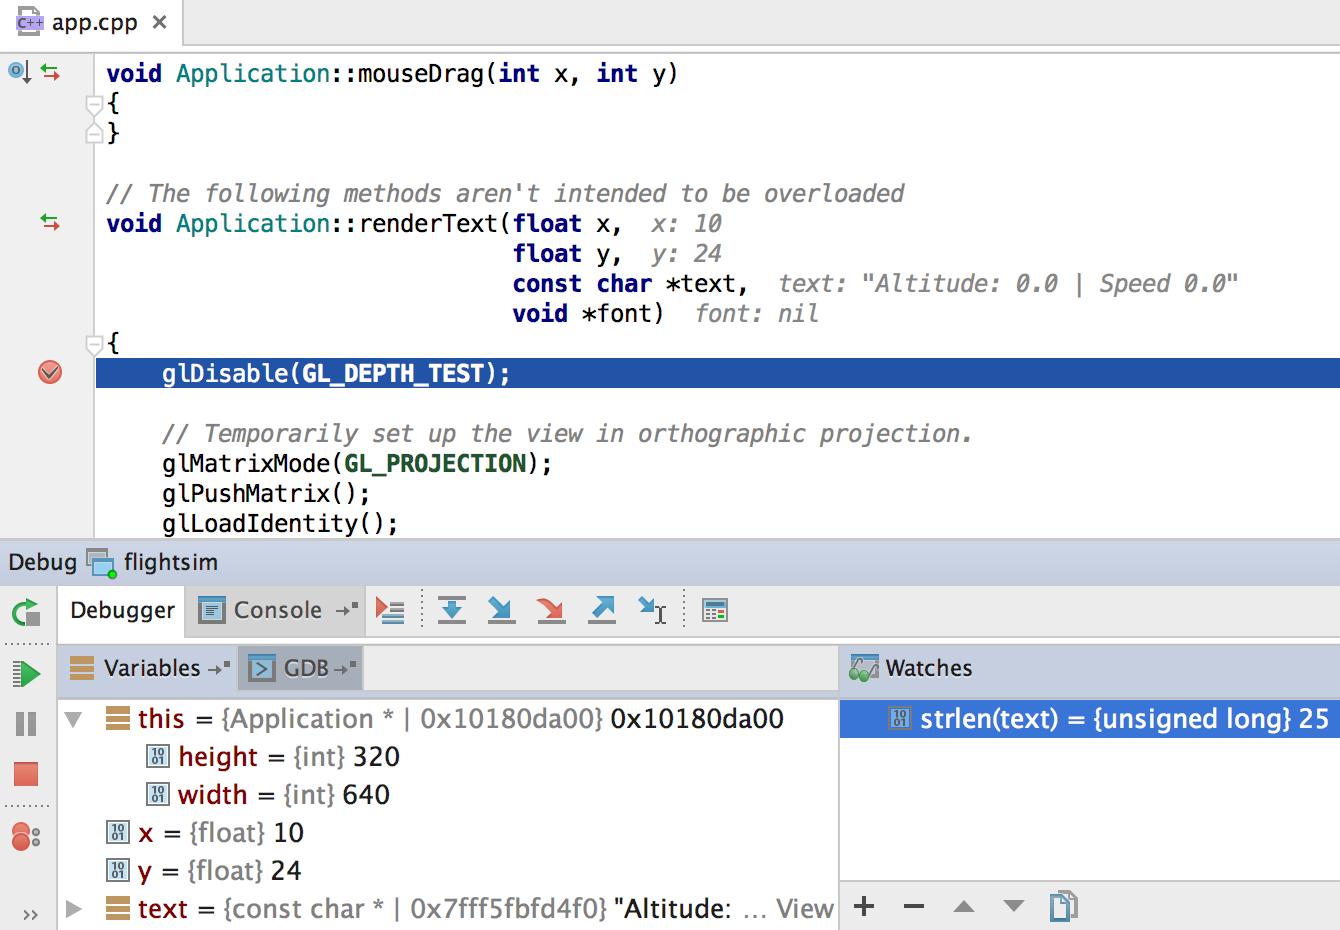 C++ app.cpp
void Application::mouseDrag(int x, int y)
{
}
// The following methods aren't intended to be overloaded
void Application::renderText(float x, x: 10
float y, y: 24
const char *text, text: "Altitude: 0.0 | Speed 0.0"
void *font) font: nil
{
glDisable(GL_DEPTH_TEST);
// Temporarily set up the view in orthographic projection.
glMatrixMode(GL_PROJECTION);
glPushMatrix();
glLoadIdentity();
Debug flightsim
Debugger Console
Variables GDB
this = {Application * | 0x10180da00} 0x10180da00
height = {int} 320
width = {int} 640
x = {float} 10
y = {float} 24
text = {const char * | 0x7fff5fbfd4f0} "Altitude: ... View
Watches
strlen(text) = {unsigned long} 25